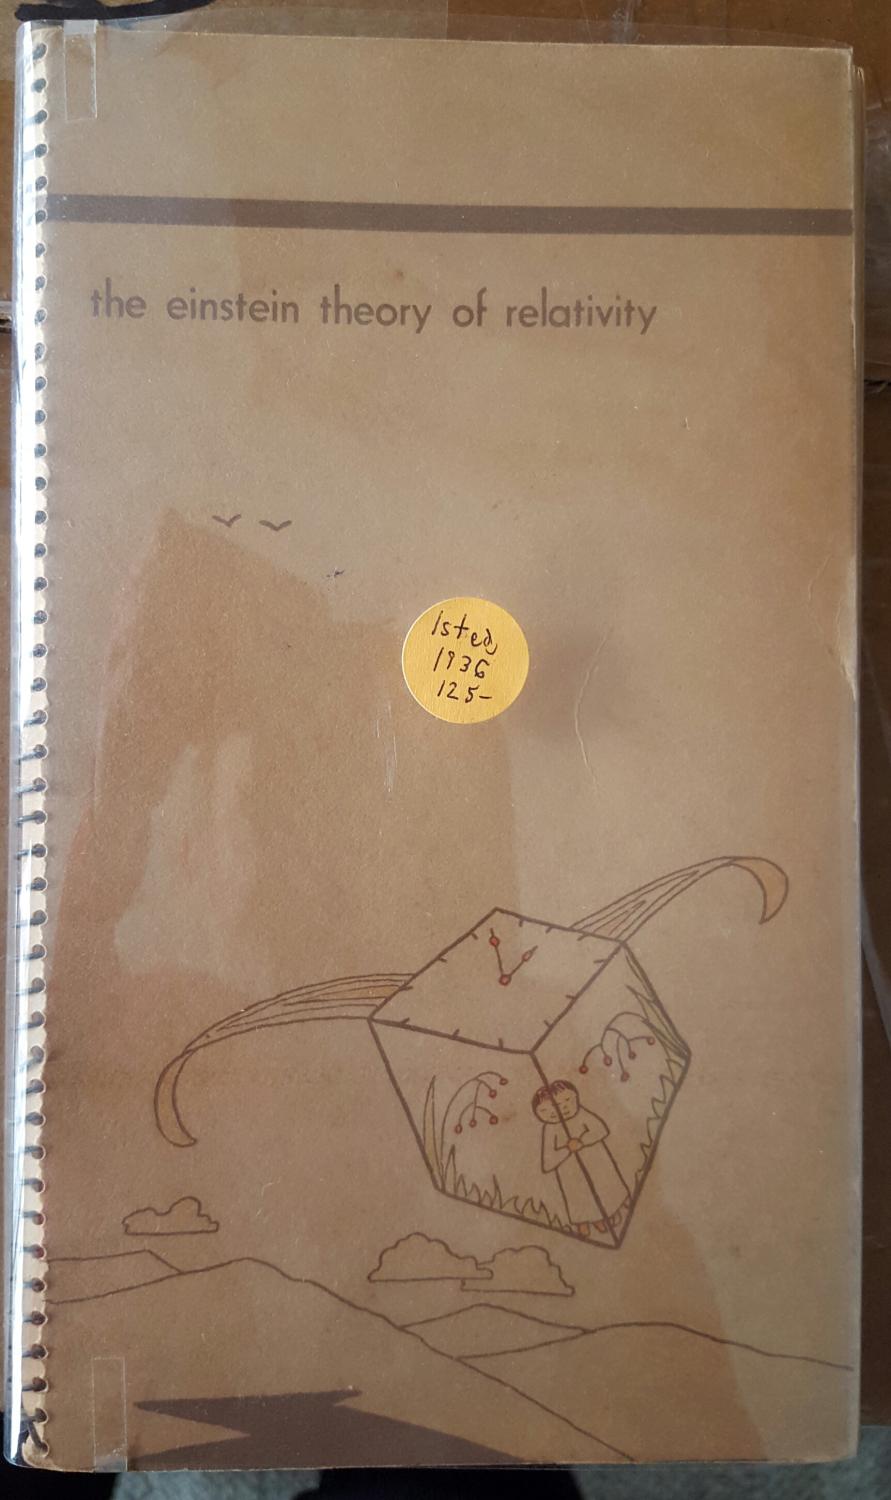 the einstein theory of relativity
1st ed,
1936
125-